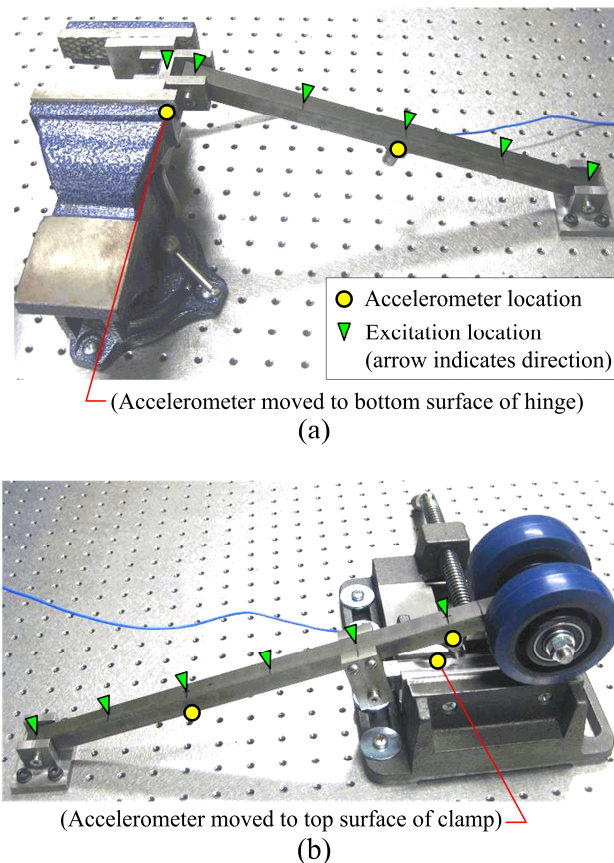 Accelerometer location
Excitation location
(arrow indicates direction)
(Accelerometer moved to bottom surface of hinge)
(a)
(Accelerometer moved to top surface of clamp)
(b)